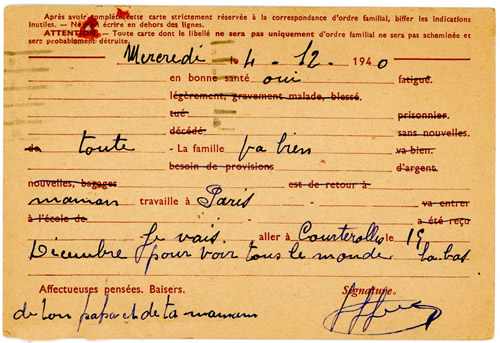 Après avoir complété cette carte strictement réservée à la correspondance d'ordre familial, biffer les indications
inutiles. — Ne rien écrire en dehors des lignes.
ATTENTION. — Toute carte dont le libellé ne sera pas uniquement d'ordre familial ne sera pas acheminée et
sera probablement détruite.
Mercredi le 4 - 12 - 1940
en bonne santé oui fatigué.
légèrement, gravement malade, blessé.
tué prisonnier.
décédé sans nouvelles.
de toute - La famille va bien va bien.
besoin de provisions d'argent.
nouvelles, bagages est de retour à
maman travaille à Paris va entrer
à l'école de a été reçu
Je vais. aller à Courterolles le 15
Décembre pour voir tous le monde la bas
Affectueuses pensées. Baisers. Signature.
de ton papa et de ta maman